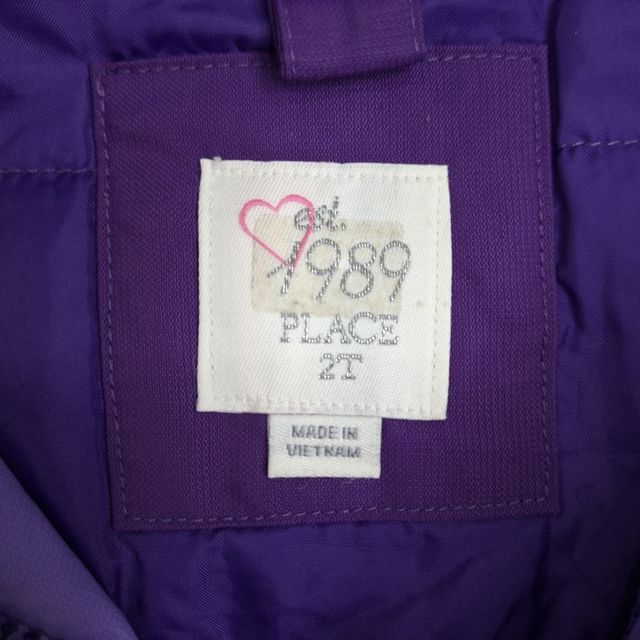 est.
1989
PLACE
2T
MADE IN
VIETNAM